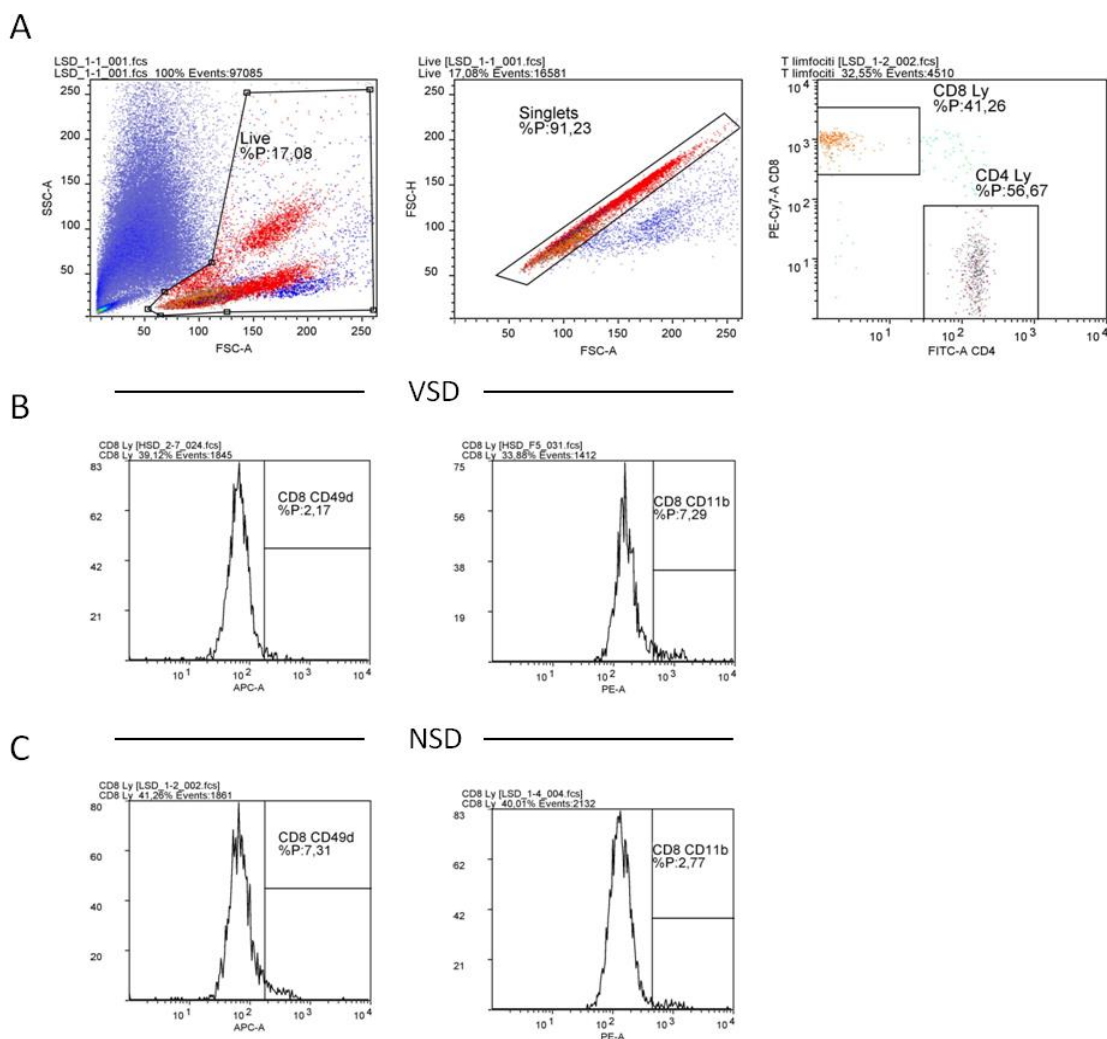 A
LSD_1-1_001.fcs
LSD_1-1_001.fcs 100% Events:97085
250
200
150
100
50
SSC-A
Live
%P:17,08
50
100
150
200
250
FSC-A
Live [LSD_1-1_001.fcs]
Live 17,08% Events:16581
250
200
150
100
50
FSC-H
Singlets
%P:91,23
50
100
150
200
250
FSC-A
T limfociti [LSD_1-2_002.fcs]
T limfociti 32,55% Events:4510
CD8 Ly
%P:41,26
CD4 Ly
%P:56,67
10^4
10^3
10^2
10^1
PE-Cy7-A CD8
10^1
10^2
10^3
10^4
FITC-A CD4
VSD
B
CD8 Ly [HSD_2-7_024.fcs]
CD8 Ly 39,12% Events:1845
83
62
42
21
CD8 CD49d
%P:2,17
10^1
10^2
10^3
10^4
APC-A
CD8 Ly [HSD_F5_031.fcs]
CD8 Ly 33,88% Events:1412
75
56
38
19
CD8 CD11b
%P:7,29
10^1
10^2
10^3
10^4
PE-A
NSD
C
CD8 Ly [LSD_1-2_002.fcs]
CD8 Ly 41,26% Events:1861
80
60
40
20
CD8 CD49d
%P:7,31
10^1
10^2
10^3
10^4
APC-A
CD8 Ly [LSD_1-4_004.fcs]
CD8 Ly 40,01% Events:2132
83
62
42
21
CD8 CD11b
%P:2,77
10^1
10^2
10^3
10^4
PE-A